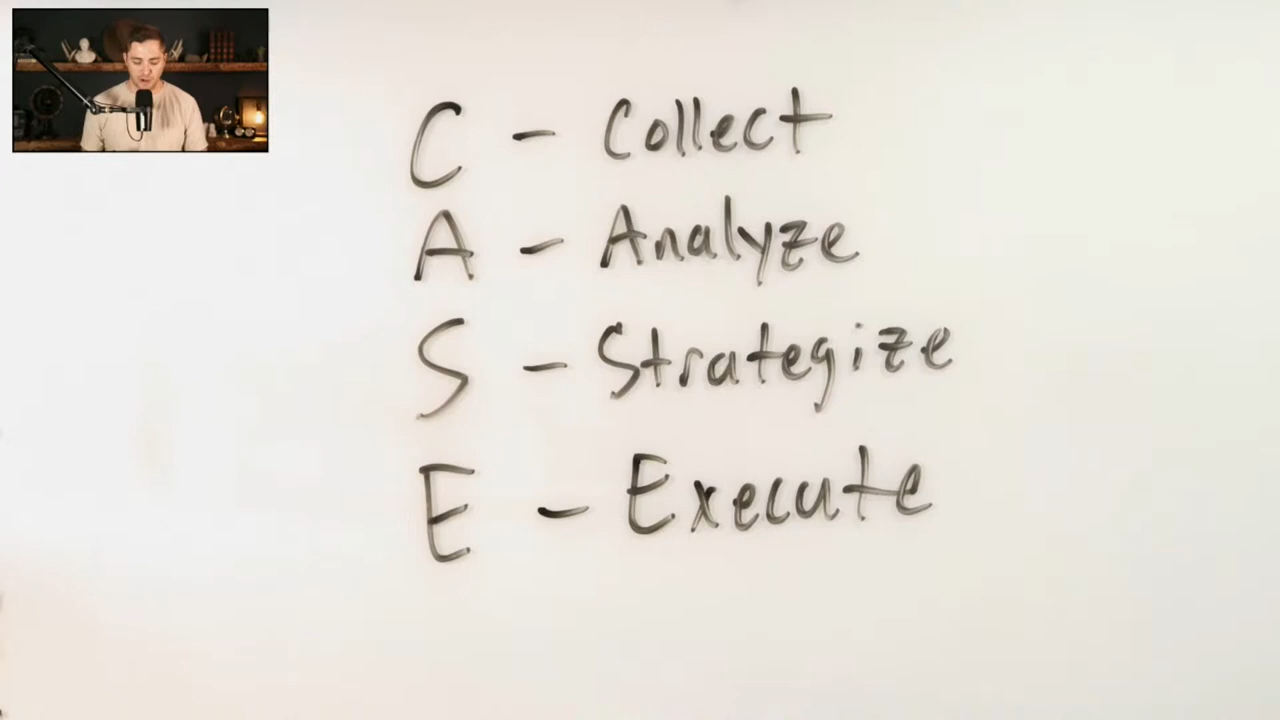 C - Collect
A - Analyze
S - Strategize
E - Execute